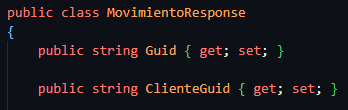 public class MovimientoResponse
{
public string Guid { get; set; }
public string ClienteGuid { get; set; }